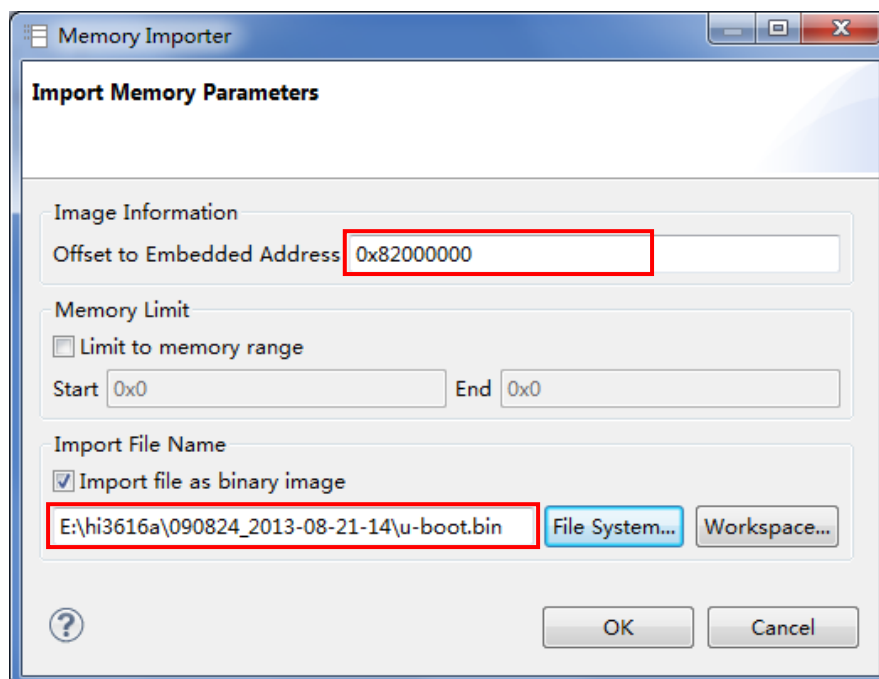 Memory Importer
Import Memory Parameters
Image Information
Offset to Embedded Address 0x82000000
Memory Limit
Limit to memory range
Start 0x0 End 0x0
Import File Name
Import file as binary image
E:\hi3616a\090824_2013-08-21-14\u-boot.bin File System... Workspace...
? OK Cancel